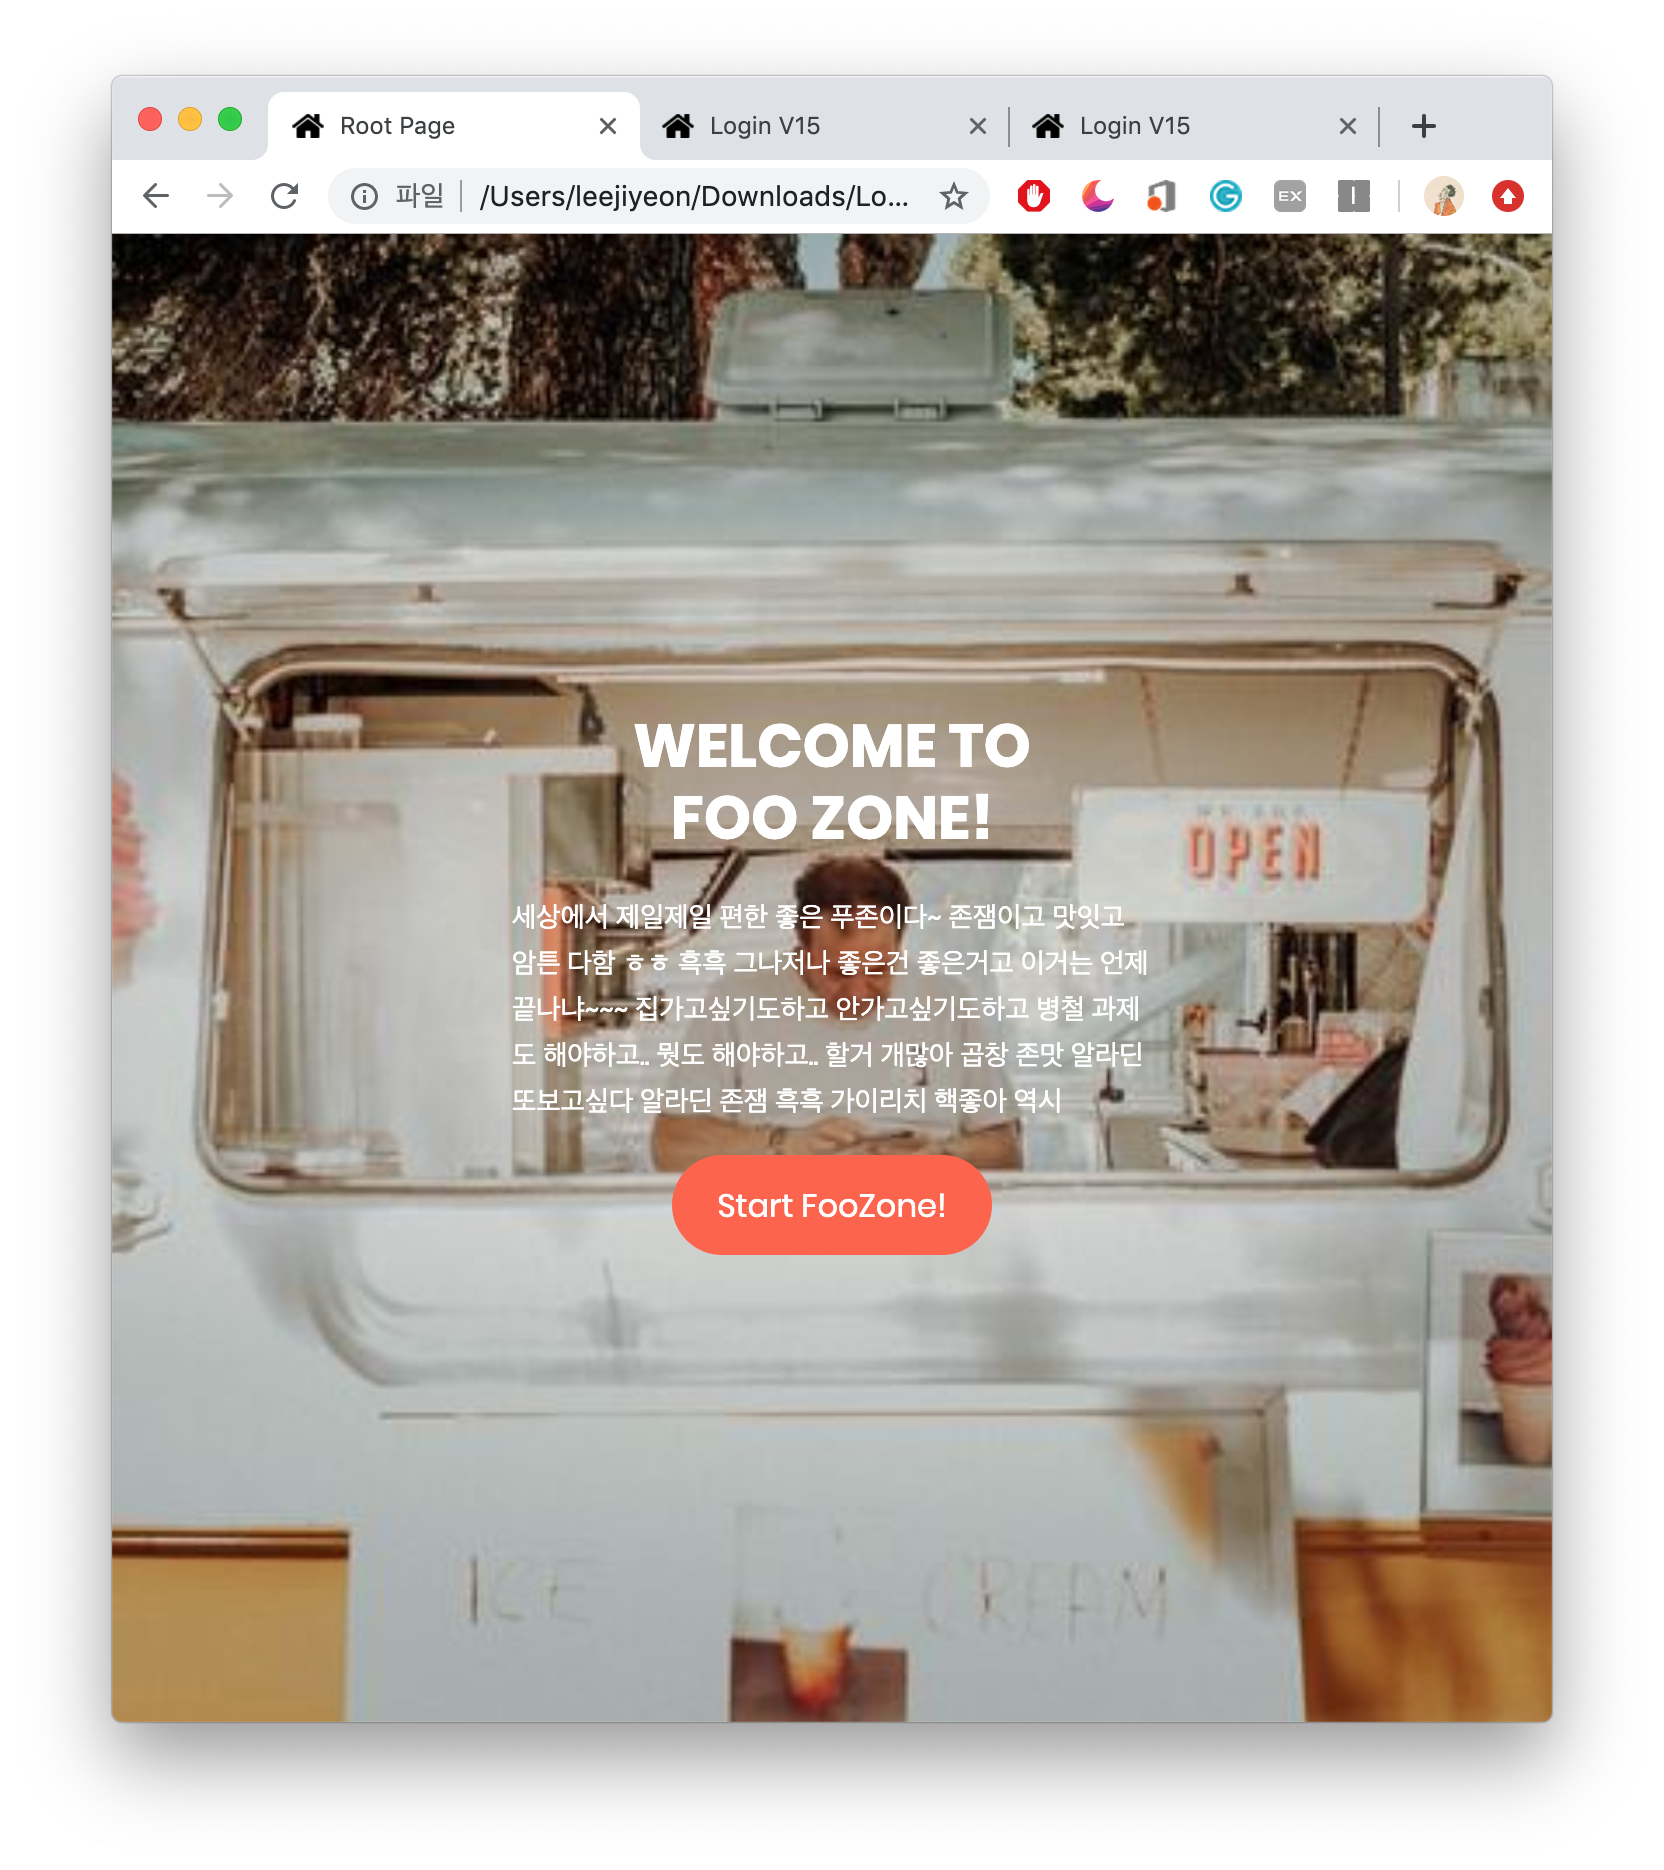 Root Page
Login V15
Login V15
파일
/Users/leejiyeon/Downloads/Lo...
EX
WELCOME TO
FOO ZONE!
WE ARE
OPEN
세상에서 제일제일 편한 좋은 푸존이다~ 존잼이고 맛잇고
암튼 다함 ㅎㅎ 흑흑 그나저나 좋은건 좋은거고 이거는 언제
끝나냐~~~ 집가고싶기도하고 안가고싶기도하고 병철 과제
도 해야하고.. 뭣도 해야하고.. 할거 개많아 곱창 존맛 알라딘
또보고싶다 알라딘 존잼 흑흑 가이리치 핵좋아 역시
Start FooZone!
ICE CREAM